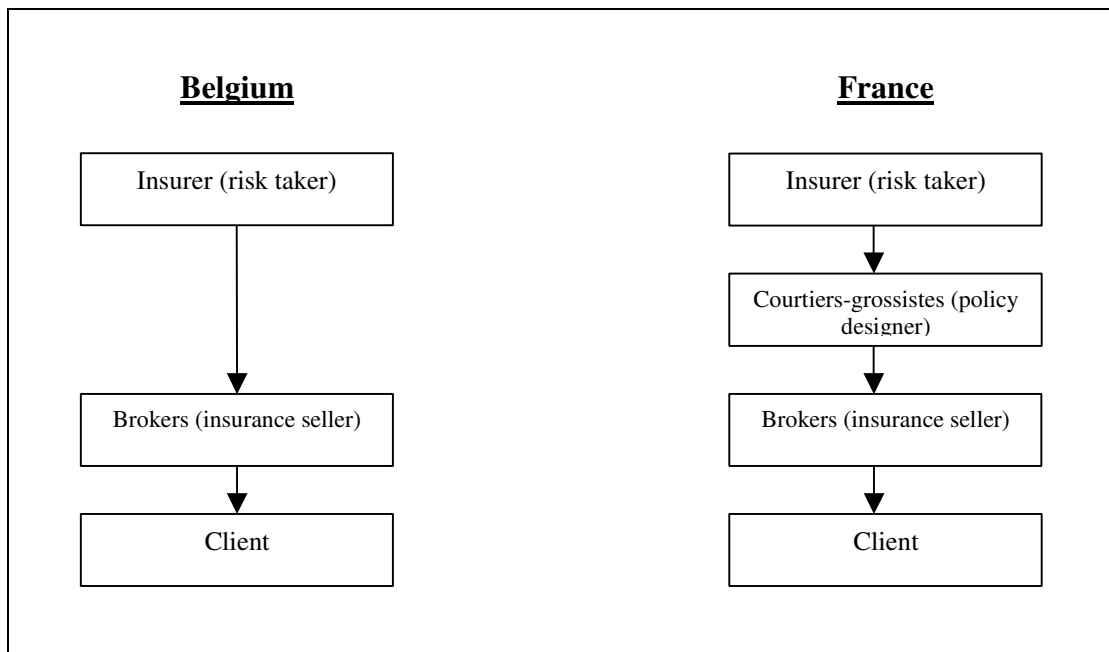 Belgium
Insurer (risk taker)
Brokers (insurance seller)
Client
France
Insurer (risk taker)
Courtiers-grossistes (policy
designer)
Brokers (insurance seller)
Client